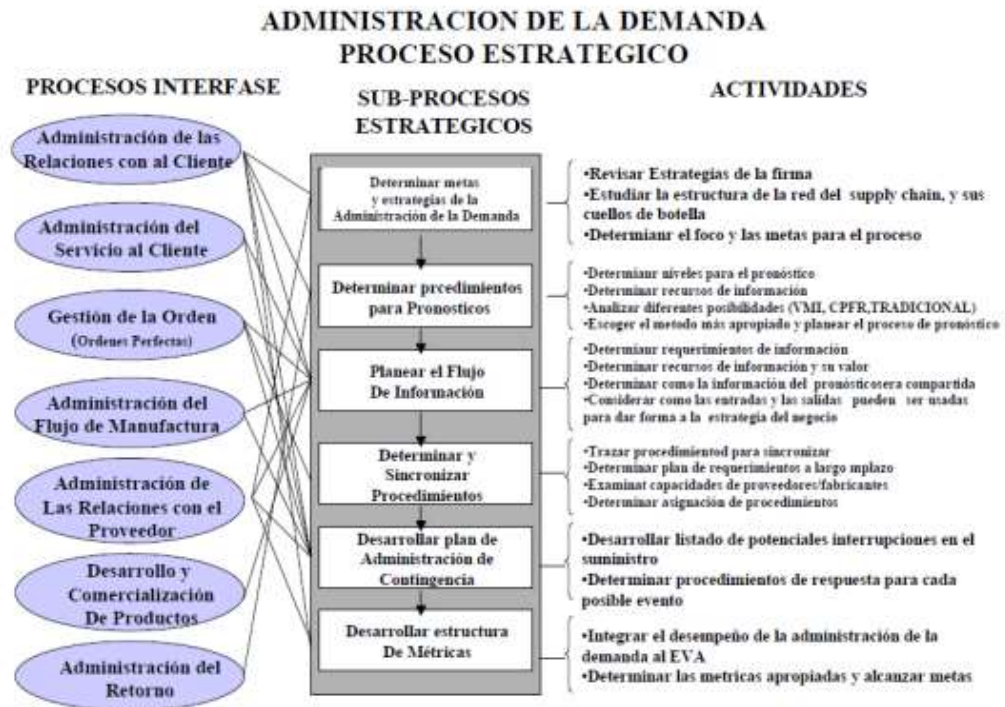 ADMINISTRACION DE LA DEMANDA
PROCESO ESTRATEGICO
PROCESOS INTERFASE
Administración de las
Relaciones con al Cliente
Administración del
Servicio al Cliente
Gestión de la Orden
(Ordenes Perfectas)
Administración del
Flujo de Manufactura
Administración de
Las Relaciones con el
Proveedor
Desarrollo y
Comercialización
De Productos
Administración del
Retorno
SUB-PROCESOS
ESTRATEGICOS
Determinar metas
y estrategias de la
Administración de la Demanda
Determinar prcedimientos
para Pronosticos
Planear el Flujo
De Información
Determinar y
Sincronizar
Procedimientos
Desarrollar plan de
Administración de
Contingencia
Desarrollar estructura
De Métricas
ACTIVIDADES
•Revisar Estrategias de la firma
•Estudiar la estructura de la red del supply chain, y sus
cuellos de botella
•Determianr el foco y las metas para el proceso
•Determianr niveles para el pronóstico
•Determinar recursos de información
•Analizar diferentes posibilidades (VMI, CPFR,TRADICIONAL)
•Escoger el metodo más apropiado y planear el proceso de pronóstico
•Determianr requerimientos de información
•Determinar recursos de información y su valor
•Determinar como la información del pronósticosera compartida
•Considerar como las entradas y las salidas pueden ser usadas
para dar forma a la estrategia del negocio
•Trazar procedimientod para sincronizar
•Determinar plan de requerimientos a largo mplazo
•Examinat capacidades de proveedores/fabricantes
•Determinar asignación de procedimientos
•Desarrollar listado de potenciales interrupciones en el
suministro
•Determinar procedimientos de respuesta para cada
posible evento
•Integrar el desempeño de la administración de la
demanda al EVA
•Determinar las metricas apropiadas y alcanzar metas